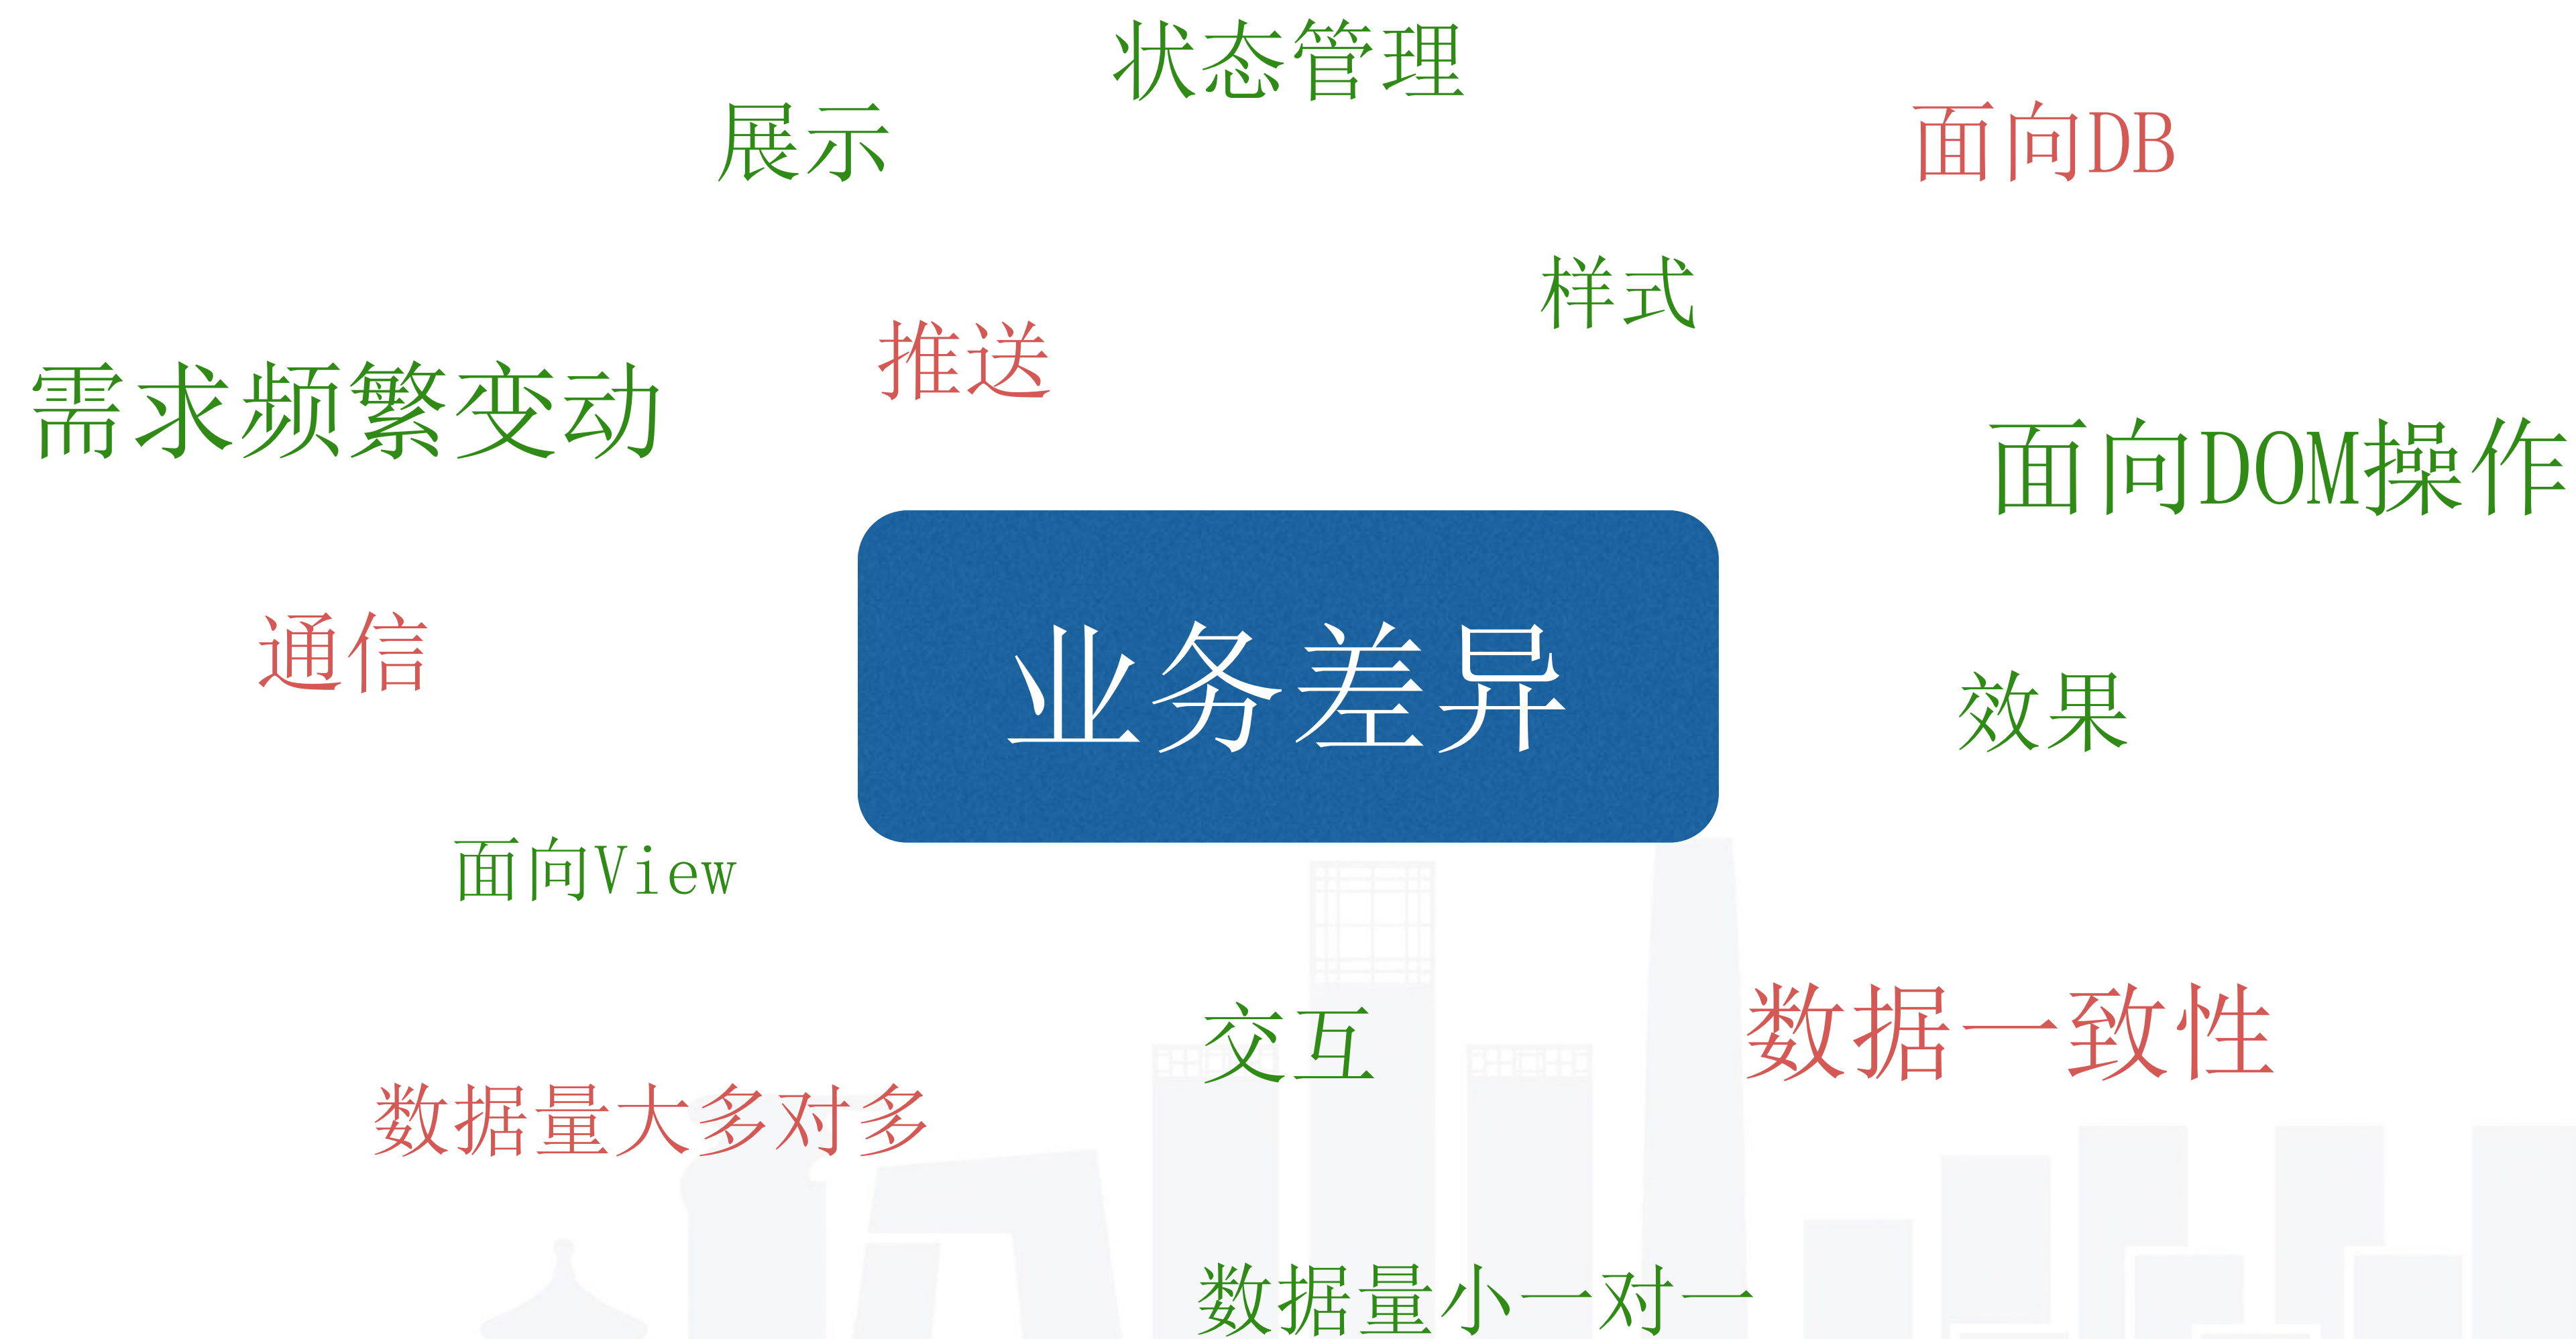 状态管理
展示
面向DB
样式
推送
需求频繁变动
面向DOM操作
业务差异
通信
效果
面向View
数据一致性
交互
数据量大多对多
数据量小一对一